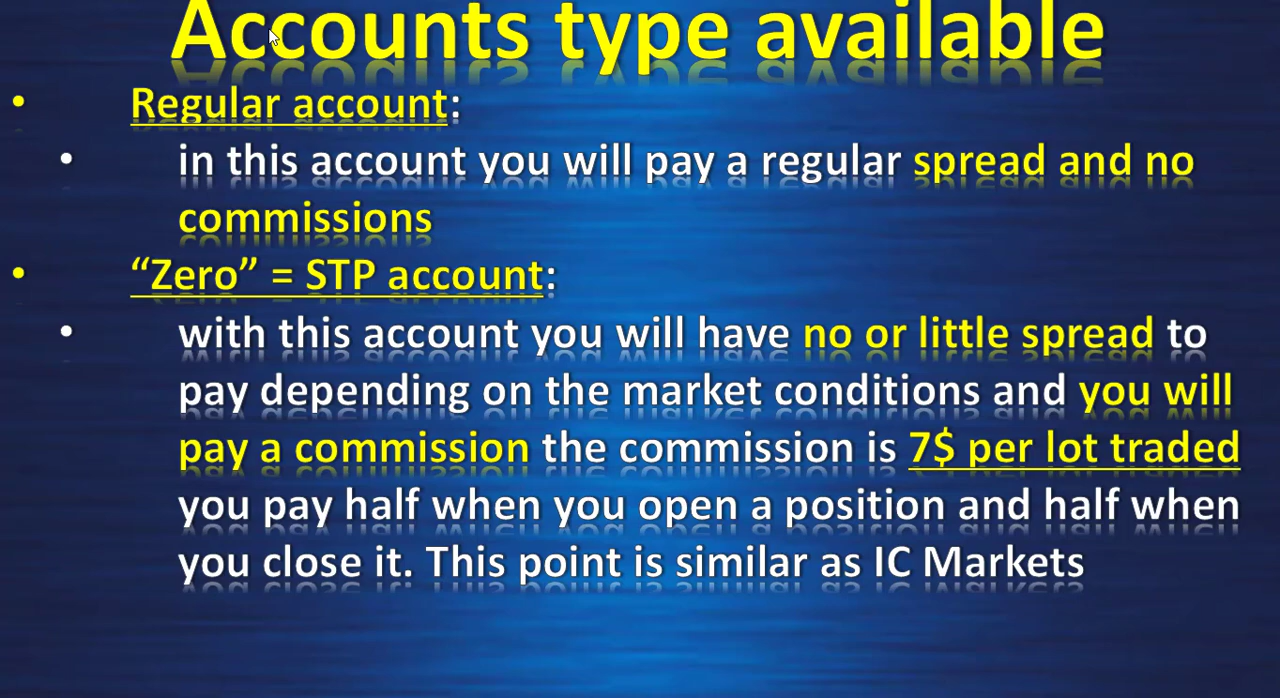 Accounts type available
• Regular account:
• in this account you will pay a regular spread and no
commissions
• “Zero” = STP account:
• with this account you will have no or little spread to
pay depending on the market conditions and you will
pay a commission the commission is 7$ per lot traded
you pay half when you open a position and half when
you close it. This point is similar as IC Markets